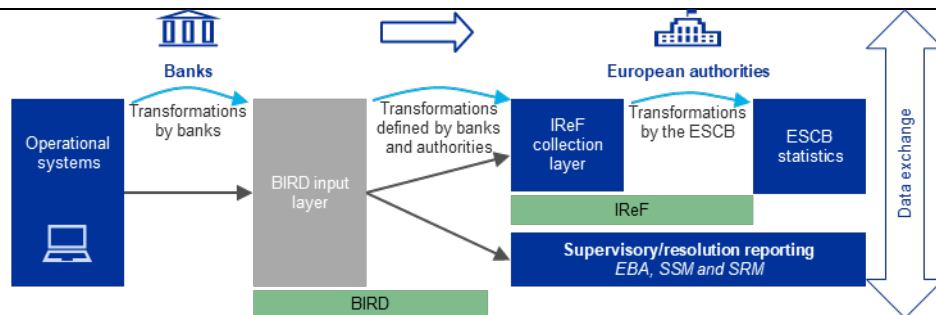 Banks
European authorities
Transformations
by banks
Transformations
defined by banks
and authorities
Transformations
by the ESCB
Operational
systems
BIRD input
layer
IReF
collection
layer
ESCB
statistics
IReF
Supervisory/resolution reporting
EBA, SSM and SRM
BIRD
Data exchange